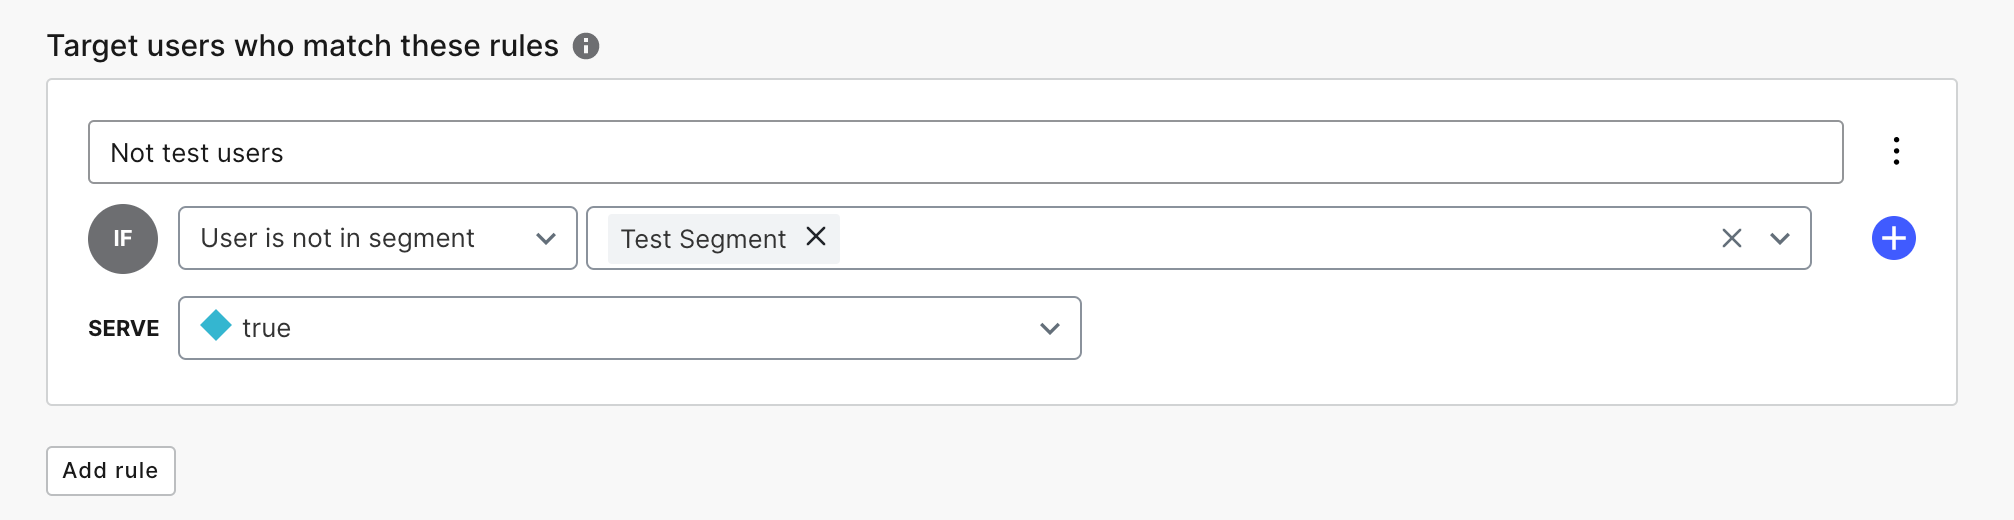 Target users who match these rules
Not test users
IF User is not in segment Test Segment
SERVE true
Add rule